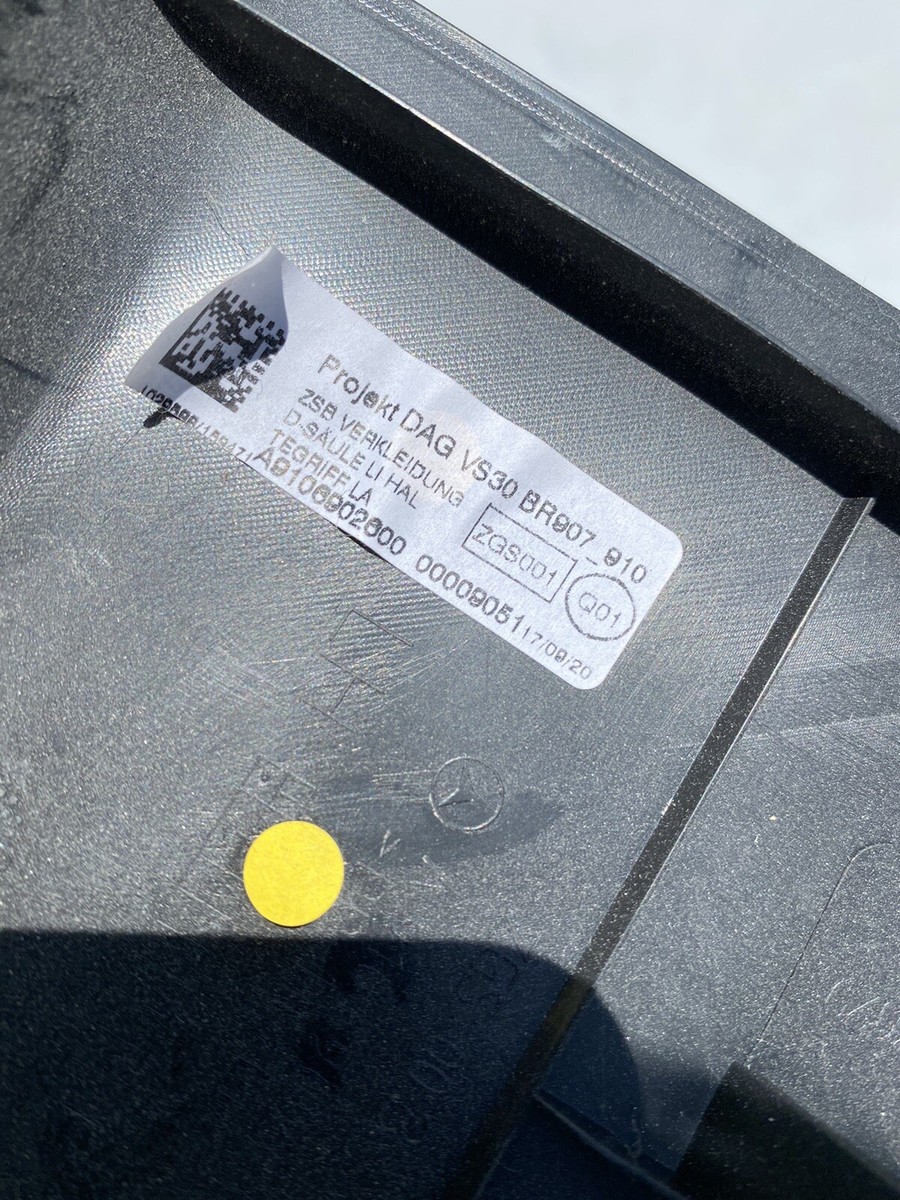 Projekt DAG VS30 BR907_910
ZSB VERKLEIDUNG
D-SÄULE LI HAL
TEGRIFF LA
ZGS001
Q01
A9106902600 00009051 17/09/20